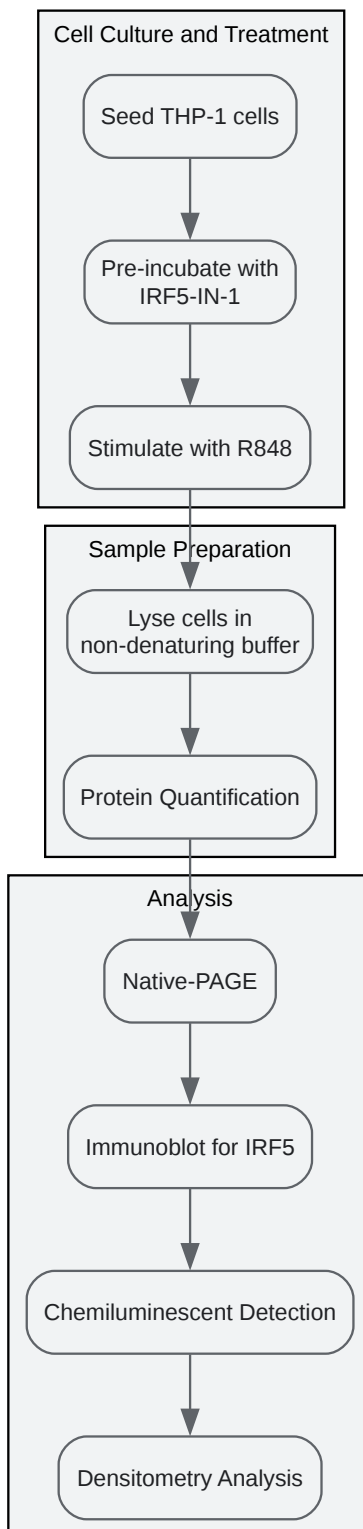 Cell Culture and Treatment
Seed THP-1 cells
Pre-incubate with
IRF5-IN-1
Stimulate with R848
Sample Preparation
Lyse cells in
non-denaturing buffer
Protein Quantification
Analysis
Native-PAGE
Immunoblot for IRF5
Chemiluminescent Detection
Densitometry Analysis